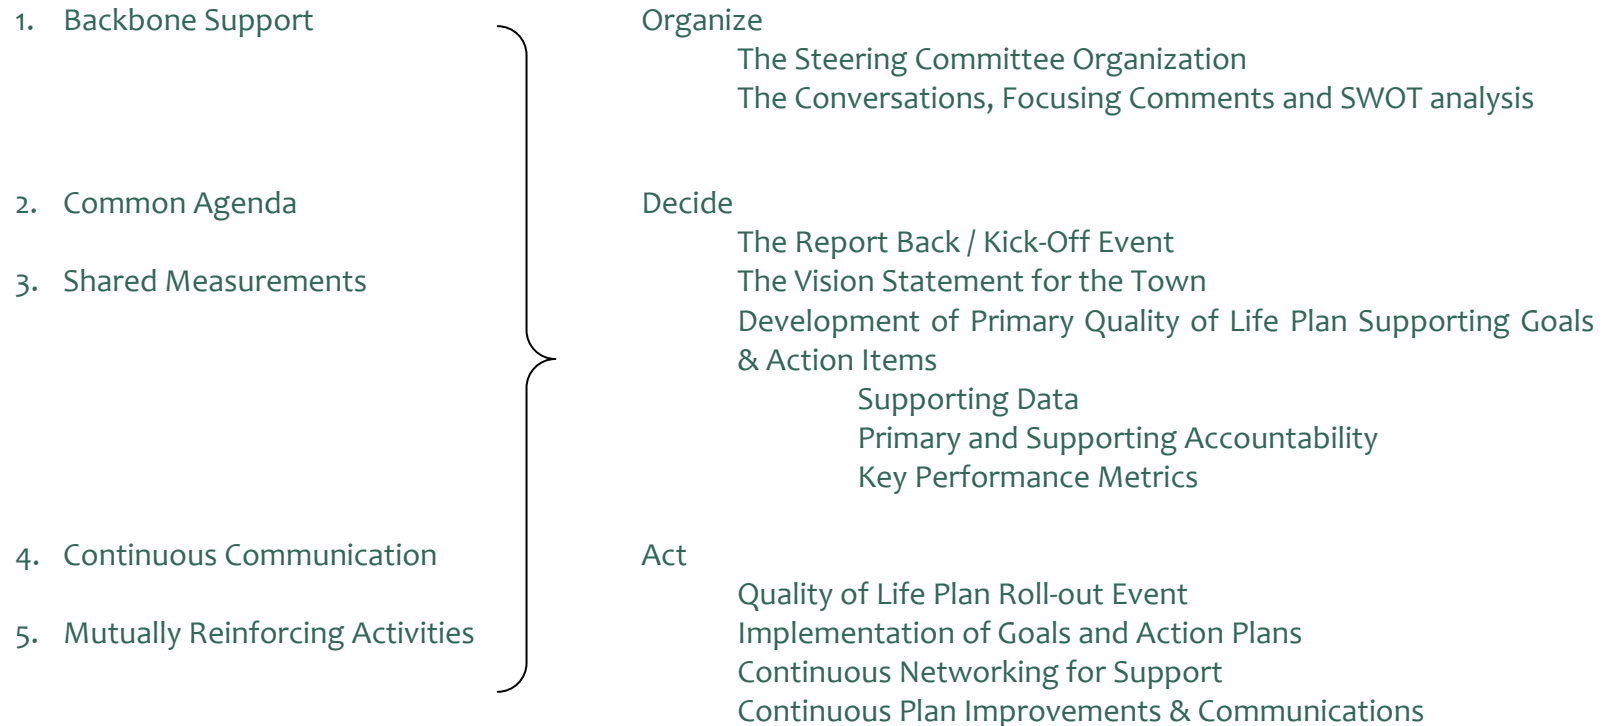 1. Backbone Support
Organize
The Steering Committee Organization
The Conversations, Focusing Comments and SWOT analysis
2. Common Agenda
Decide
The Report Back / Kick-Off Event
3. Shared Measurements
The Vision Statement for the Town
Development of Primary Quality of Life Plan Supporting Goals
& Action Items
Supporting Data
Primary and Supporting Accountability
Key Performance Metrics
4. Continuous Communication
Act
Quality of Life Plan Roll-out Event
5. Mutually Reinforcing Activities
Implementation of Goals and Action Plans
Continuous Networking for Support
Continuous Plan Improvements & Communications